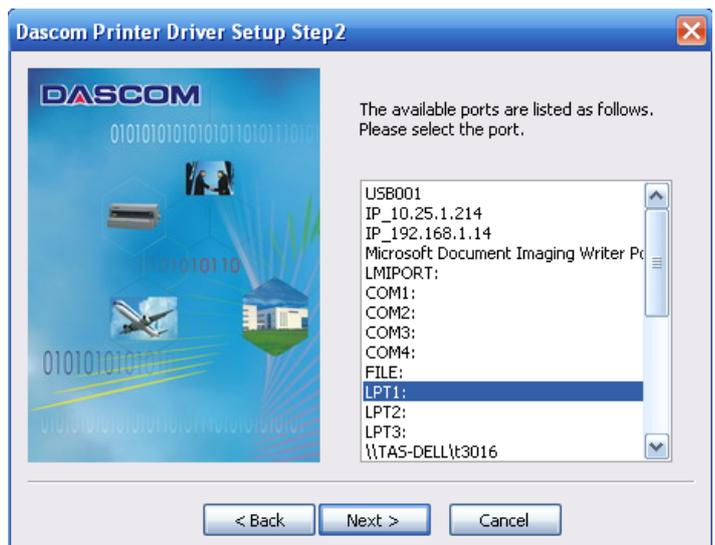 Dascom Printer Driver Setup Step2
DASCOM
The available ports are listed as follows.
Please select the port.
USB001
IP_10.25.1.214
IP_192.168.1.14
Microsoft Document Imaging Writer
LMIPORT:
COM1:
COM2:
COM3:
COM4:
FILE:
LPT1:
LPT2:
LPT3:
\\TAS-DELL\t3016
< Back
Next >
Cancel